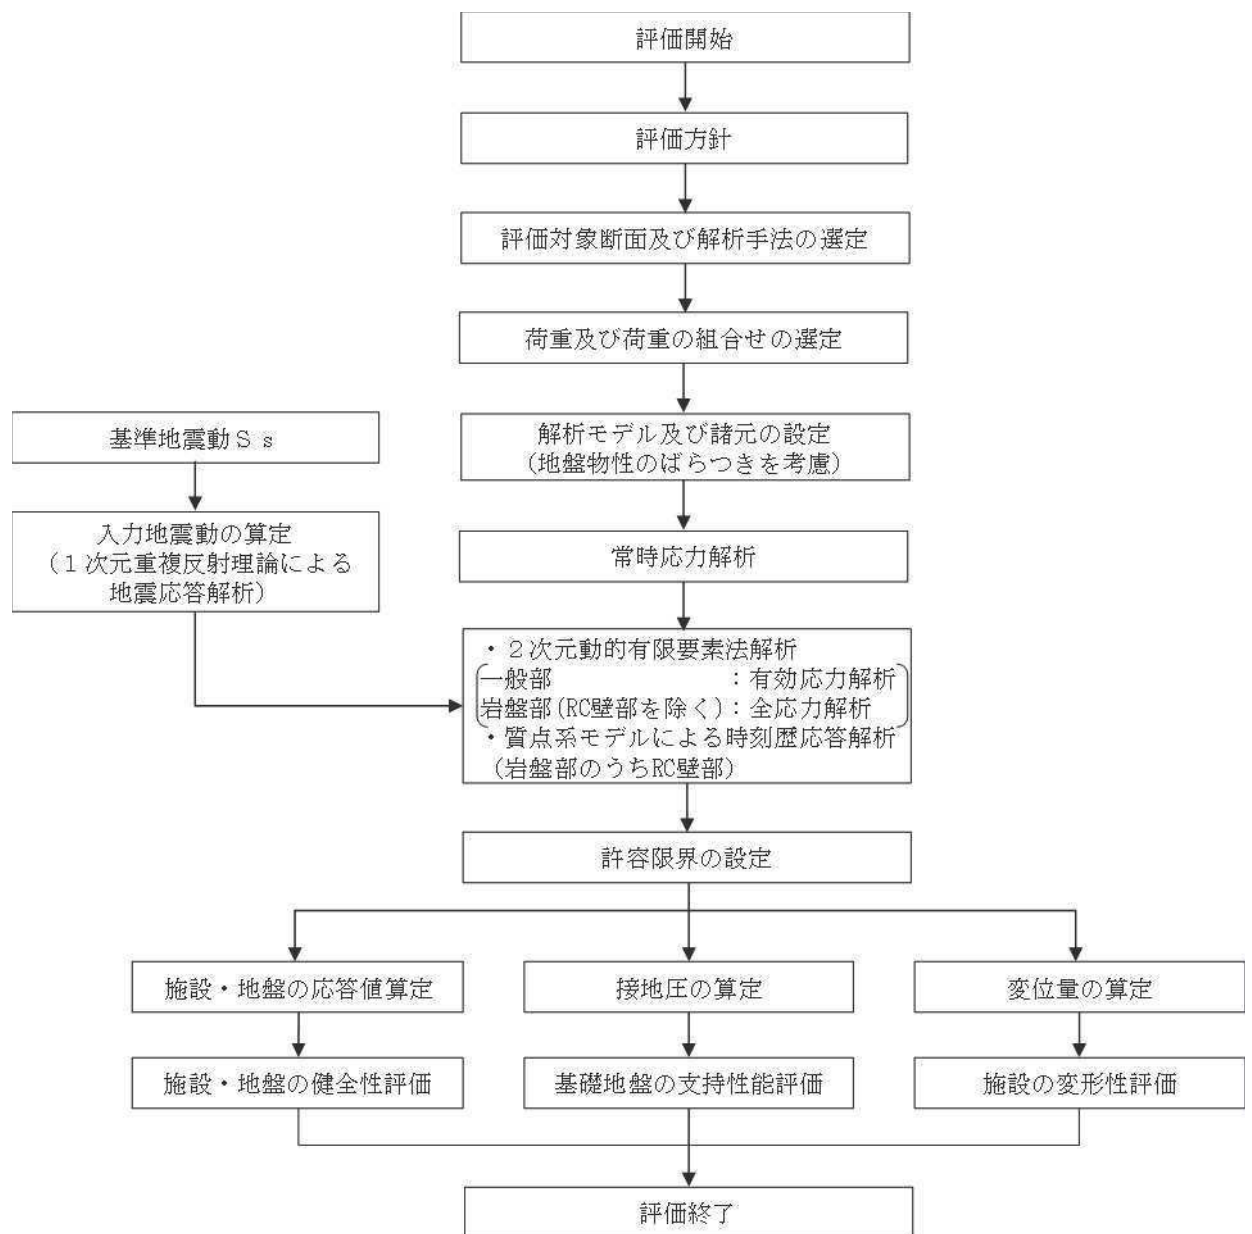 評価開始
評価方針
評価対象断面及び解析手法の選定
荷重及び荷重の組合せの選定
基準地震動Ｓｓ
解析モデル及び諸元の設定
(地盤物性のばらつきを考慮)
入力地震動の算定
(１次元重複反射理論による
地震応答解析)
常時応力解析
・２次元動的有限要素法解析
一般部：有効応力解析
岩盤部(RC壁部を除く)：全応力解析
・質点系モデルによる時刻歴応答解析
(岩盤部のうちRC壁部)
許容限界の設定
施設・地盤の応答値算定
接地圧の算定
変位量の算定
施設・地盤の健全性評価
基礎地盤の支持性能評価
施設の変形性評価
評価終了